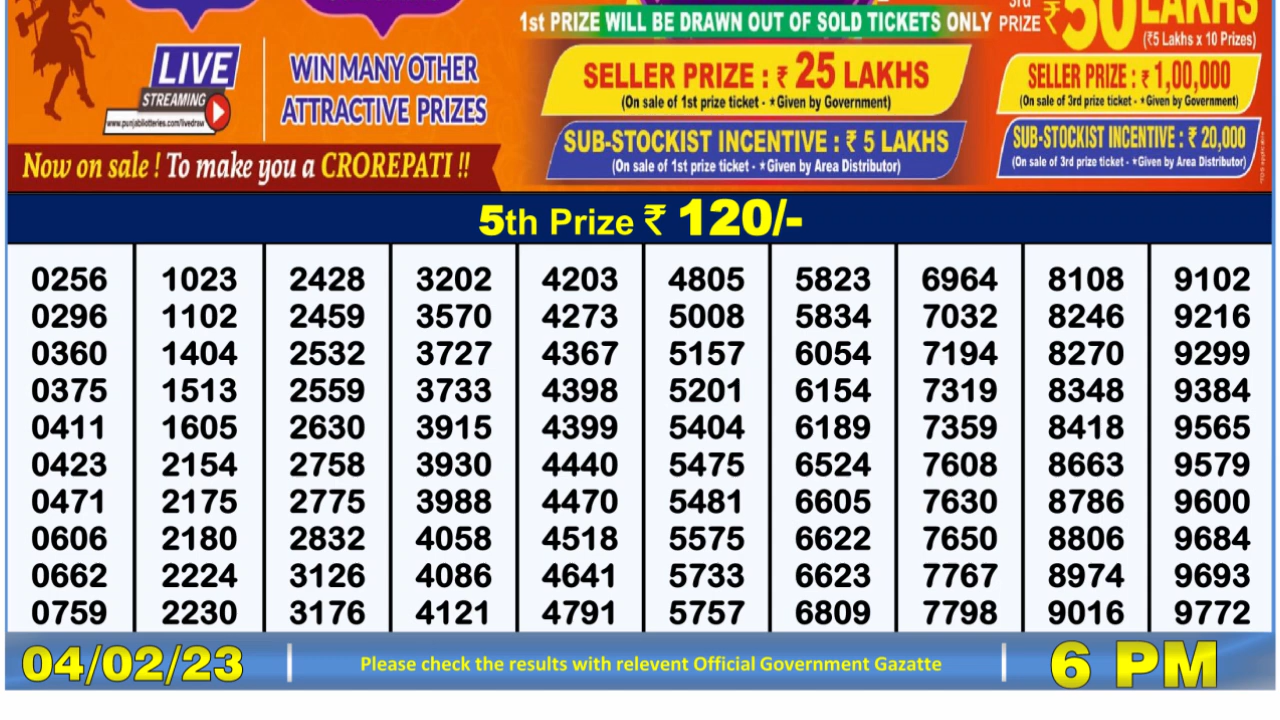 3rd
PRIZE ₹ 50 LAKHS
(₹5 Lakhs x 10 Prizes)
1st PRIZE WILL BE DRAWN OUT OF SOLD TICKETS ONLY
LIVE
STREAMING
www.punjabllotteries.com/livedraw
WIN MANY OTHER
ATTRACTIVE PRIZES
SELLER PRIZE : ₹ 25 LAKHS
(On sale of 1st prize ticket - *Given by Government)
SUB-STOCKIST INCENTIVE : ₹ 5 LAKHS
(On sale of 1st prize ticket - *Given by Area Distributor)
SELLER PRIZE : ₹ 1,00,000
(On sale of 3rd prize ticket - *Given by Government)
SUB-STOCKIST INCENTIVE : ₹ 20,000
(On sale of 3rd prize ticket - *Given by Area Distributor)
Now on sale ! To make you a CROREPATI !!
5th Prize ₹ 120/-
0256 1023 2428 3202 4203 4805 5823 6964 8108 9102
0296 1102 2459 3570 4273 5008 5834 7032 8246 9216
0360 1404 2532 3727 4367 5157 6054 7194 8270 9299
0375 1513 2559 3733 4398 5201 6154 7319 8348 9384
0411 1605 2630 3915 4399 5404 6189 7359 8418 9565
0423 2154 2758 3930 4440 5475 6524 7608 8663 9579
0471 2175 2775 3988 4470 5481 6605 7630 8786 9600
0606 2180 2832 4058 4518 5575 6622 7650 8806 9684
0662 2224 3126 4086 4641 5733 6623 7767 8974 9693
0759 2230 3176 4121 4791 5757 6809 7798 9016 9772
04/02/23 Please check the results with relevent Official Government Gazatte 6 PM